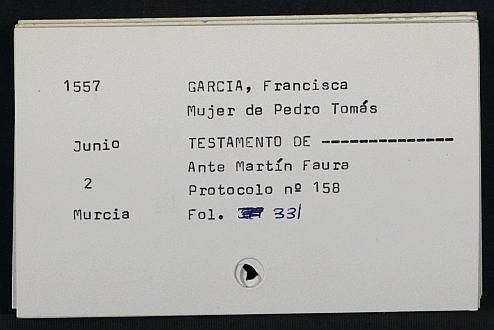 1557 GARCIA, Francisca
Mujer de Pedro Tomás
Junio TESTAMENTO DE --------------
Ante Martín Faura
2 Protocolo nº 158
Murcia Fol. 331